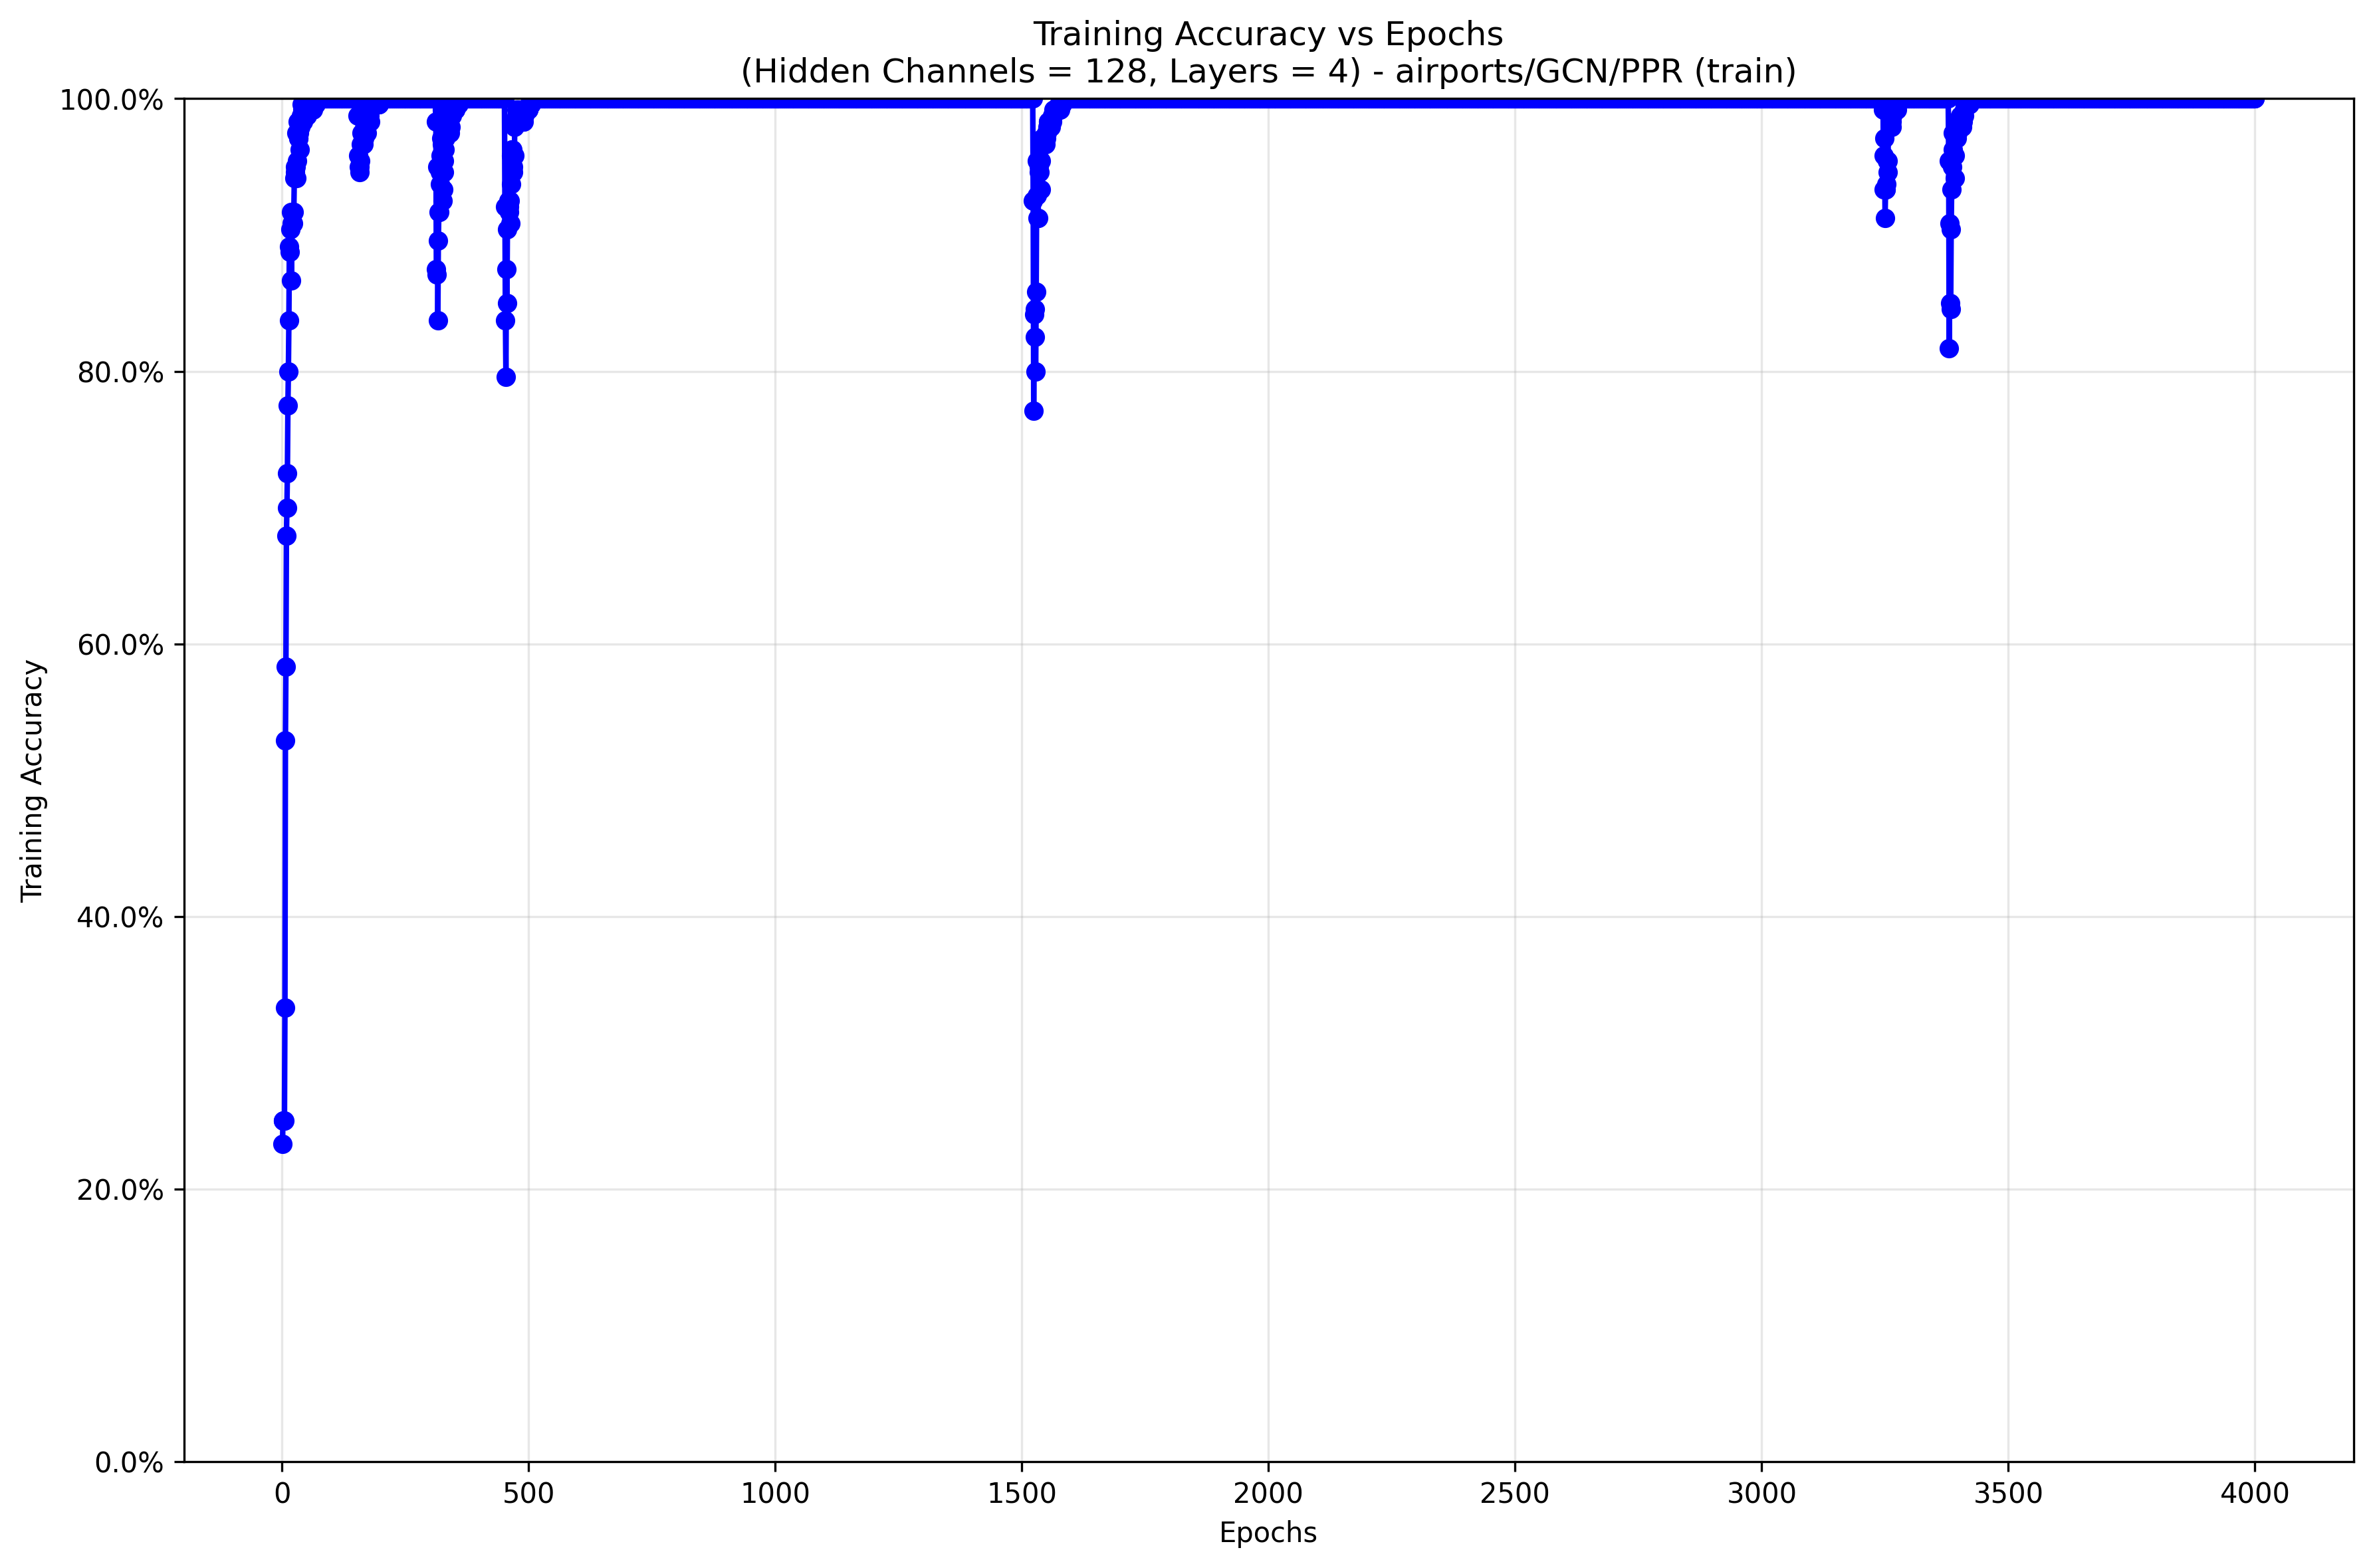 Training Accuracy vs Epochs
(Hidden Channels = 128, Layers = 4) - airports/GCN/PPR (train)
100.0%
80.0%
60.0%
40.0%
20.0%
0.0%
Training Accuracy
0 500 1000 1500 2000 2500 3000 3500 4000
Epochs